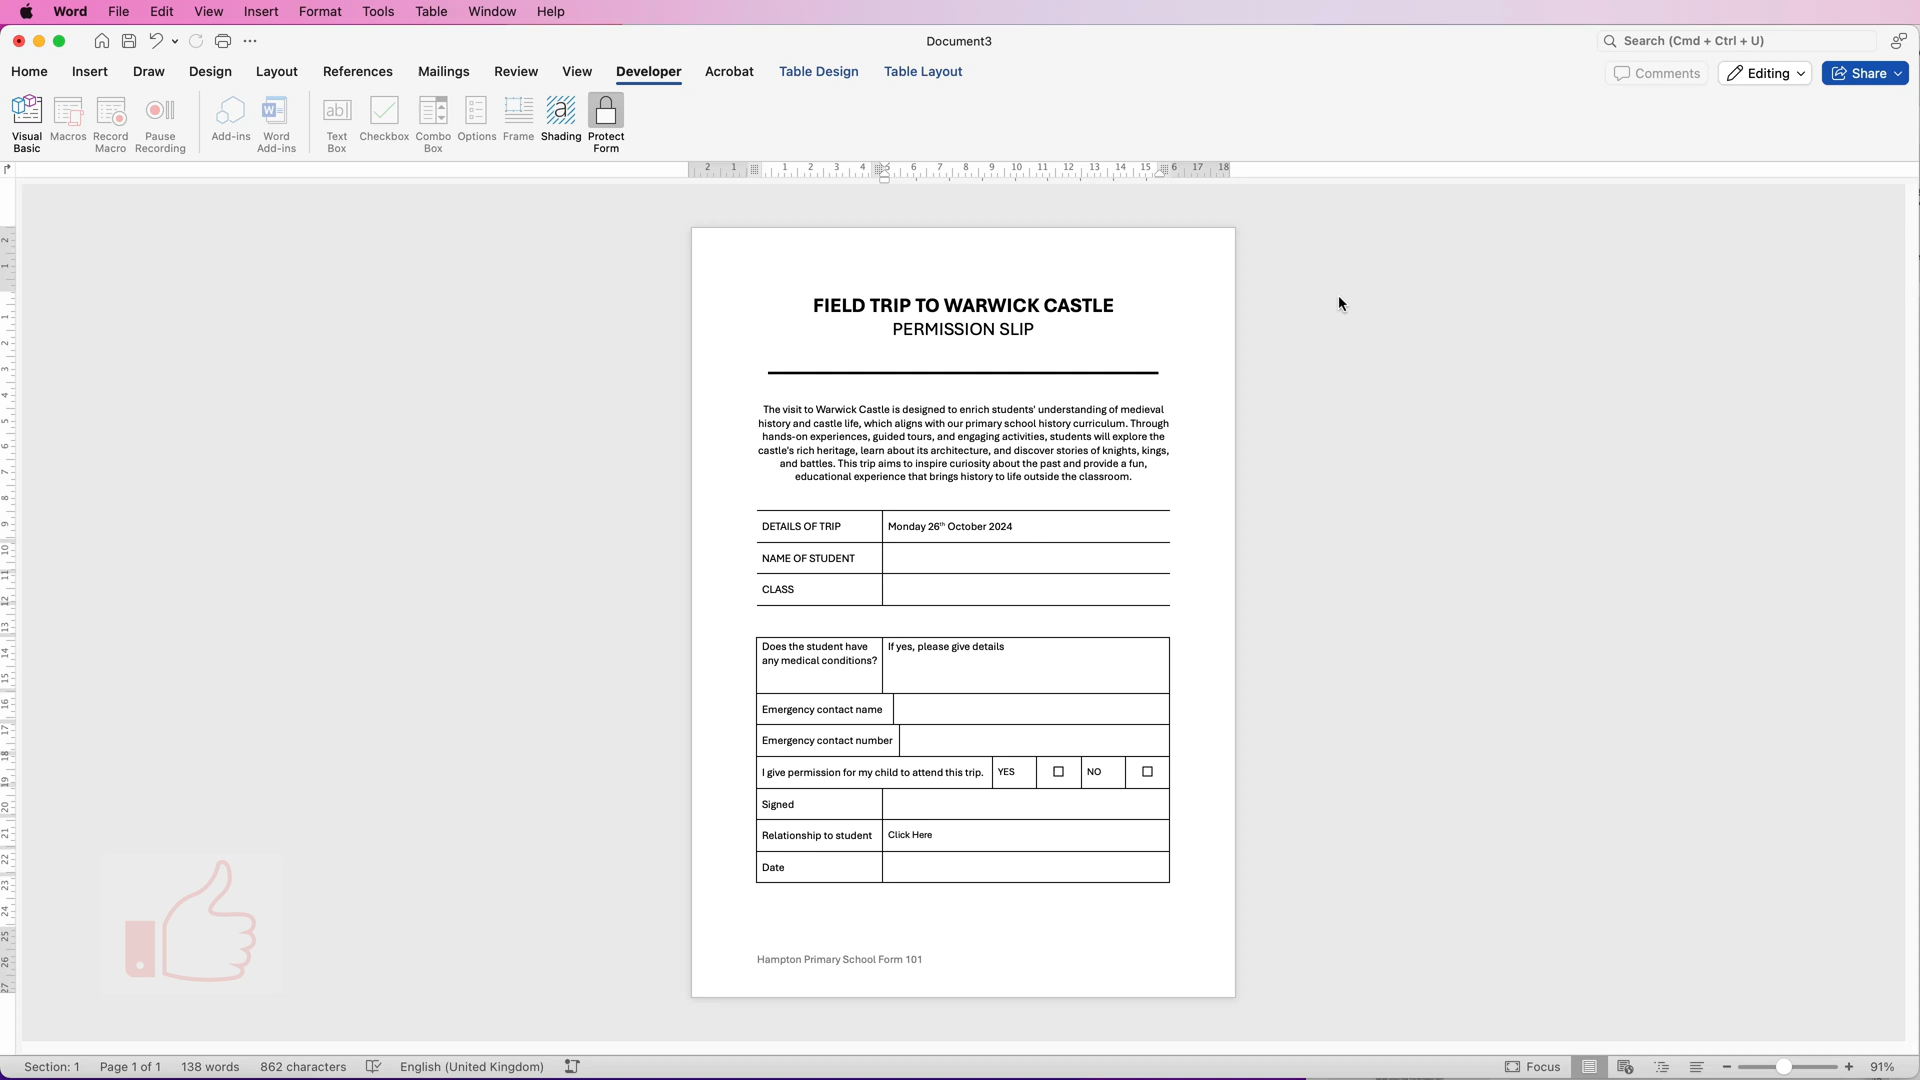 Word File Edit View Insert Format Tools Table Window Help
Document3
Search (Cmd + Ctrl + U)
Home Insert Draw Design Layout References Mailings Review View Developer Acrobat Table Design Table Layout
Comments Editing Share
Visual Basic
Macros
Record Macro
Pause Recording
Add-ins
Word Add-ins
Text Box
Checkbox
Combo Box
Options
Frame
Shading
Protect Form
FIELD TRIP TO WARWICK CASTLE
PERMISSION SLIP
The visit to Warwick Castle is designed to enrich students' understanding of medieval
history and castle life, which aligns with our primary school history curriculum. Through
hands-on experiences, guided tours, and engaging activities, students will explore the
castle's rich heritage, learn about its architecture, and discover stories of knights, kings,
and battles. This trip aims to inspire curiosity about the past and provide a fun,
educational experience that brings history to life outside the classroom.
DETAILS OF TRIP Monday 26th October 2024
NAME OF STUDENT
CLASS
Does the student have If yes, please give details
any medical conditions?
Emergency contact name
Emergency contact number
I give permission for my child to attend this trip. YES NO
Signed
Relationship to student Click Here
Date
Hampton Primary School Form 101
Section: 1 Page 1 of 1 138 words 862 characters English (United Kingdom) Focus 91%